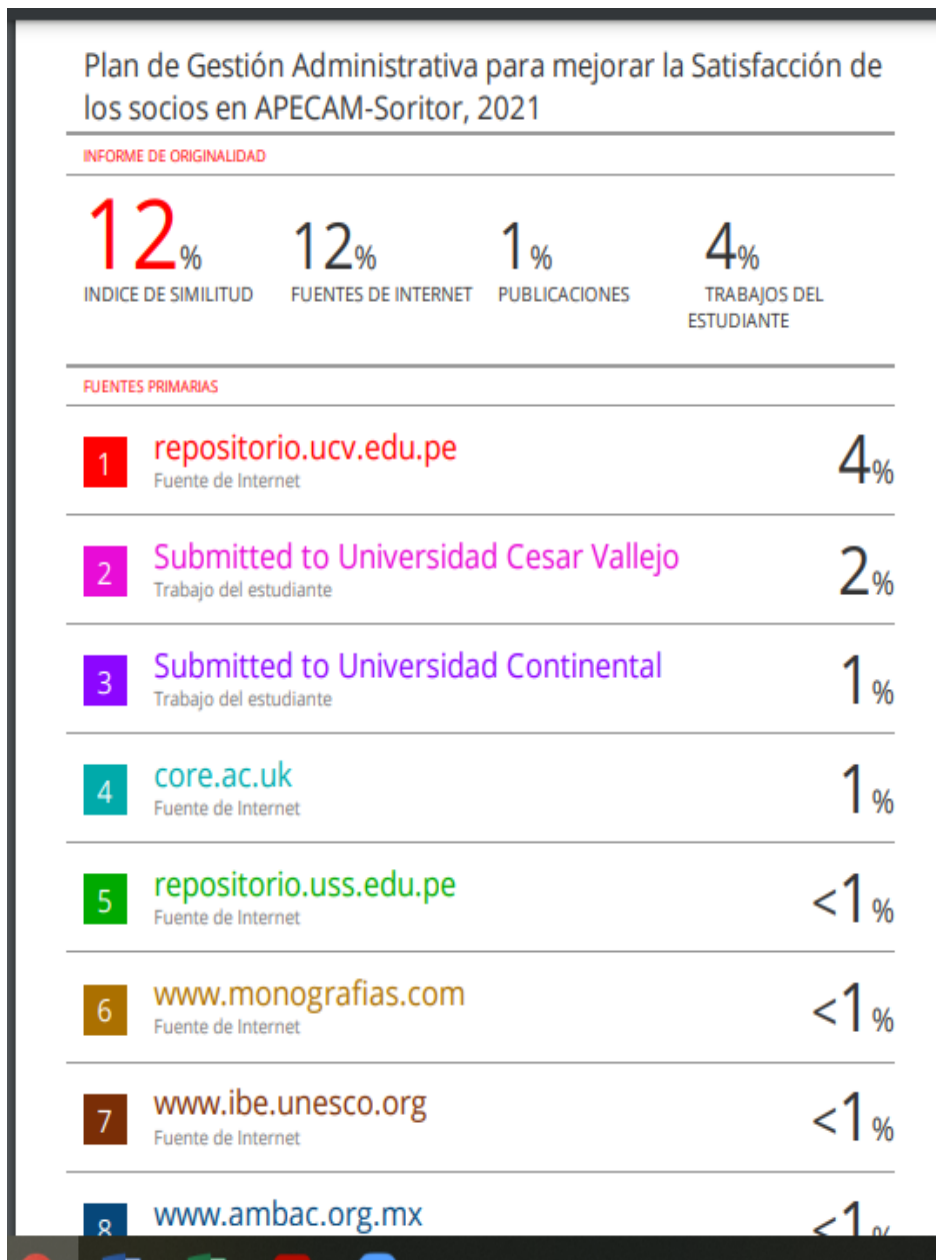 Plan de Gestión Administrativa para mejorar la Satisfacción de
los socios en APECAM-Soritor, 2021
INFORME DE ORIGINALIDAD
12%
12%
1%
4%
INDICE DE SIMILITUD
FUENTES DE INTERNET
PUBLICACIONES
TRABAJOS DEL
ESTUDIANTE
FUENTES PRIMARIAS
1
repositorio.ucv.edu.pe
Fuente de Internet
4%
2
Submitted to Universidad Cesar Vallejo
Trabajo del estudiante
2%
3
Submitted to Universidad Continental
Trabajo del estudiante
1%
4
core.ac.uk
Fuente de Internet
1%
5
repositorio.uss.edu.pe
Fuente de Internet
<1%
6
www.monografias.com
Fuente de Internet
<1%
7
www.ibe.unesco.org
Fuente de Internet
<1%
8
www.ambac.org.mx
<1%